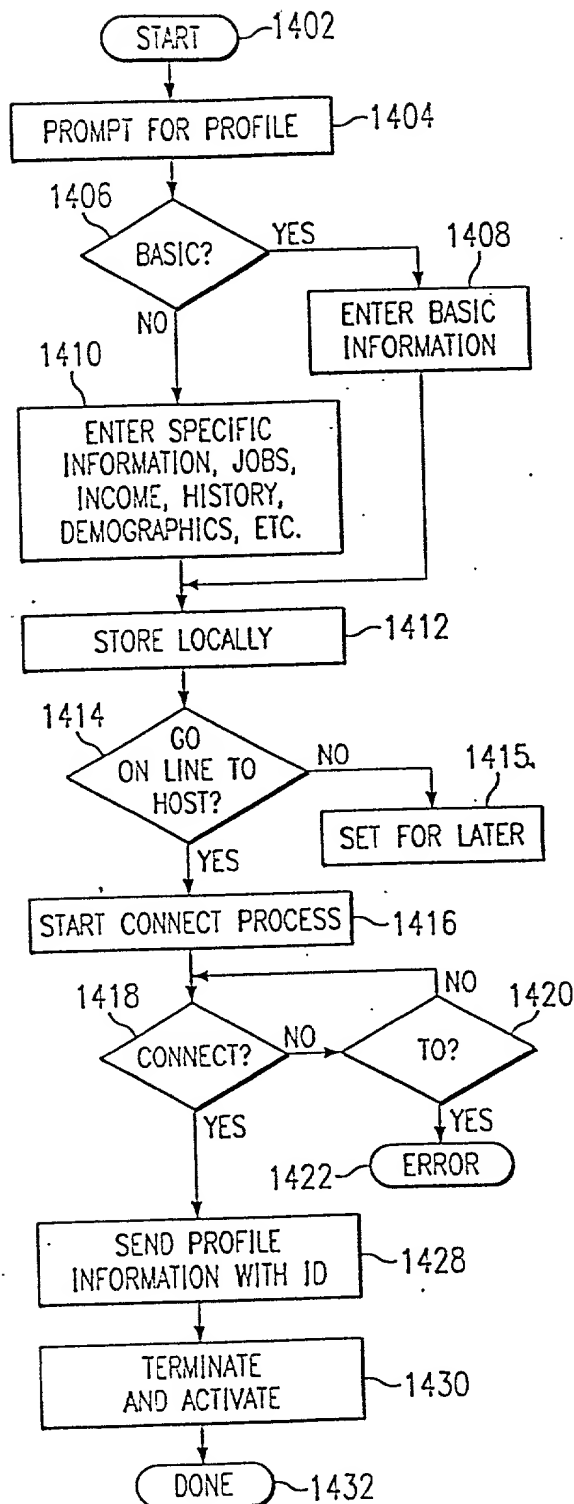 START
1402
PROMPT FOR PROFILE
1404
1406
BASIC?
YES
NO
1408
ENTER BASIC
INFORMATION
1410
ENTER SPECIFIC
INFORMATION, JOBS,
INCOME, HISTORY,
DEMOGRAPHICS, ETC.
STORE LOCALLY
1412
1414
GO
ON LINE TO
HOST?
NO
YES
1415
SET FOR LATER
START CONNECT PROCESS
1416
1418
CONNECT?
NO
YES
NO
1420
TO?
YES
1422
ERROR
SEND PROFILE
INFORMATION WITH ID
1428
TERMINATE
AND ACTIVATE
1430
DONE
1432